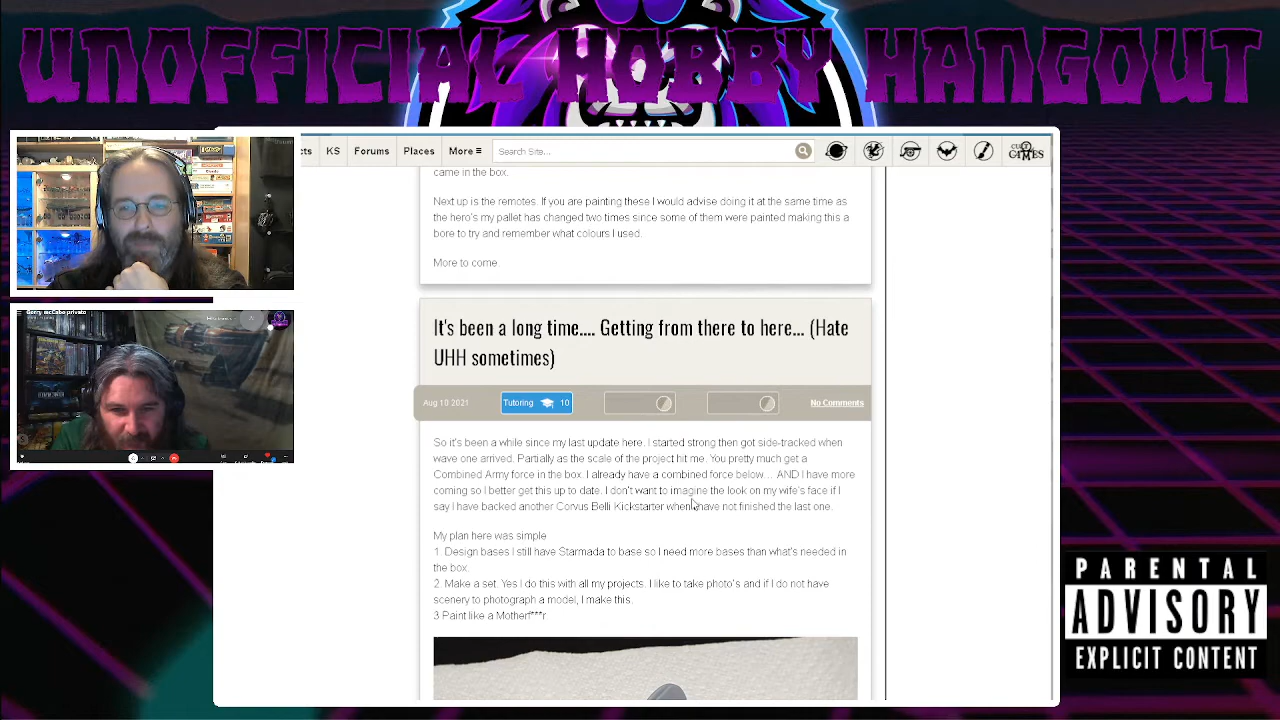 UNOFFICIAL HOBBY HANGOUT
cts KS Forums Places More ≡ Search Site...
came in the box.
Next up is the remotes. If you are painting these I would advise doing it at the same time as
the hero's my pallet has changed two times since some of them were painted making this a
bore to try and remember what colours I used.
More to come
It's been a long time.... Getting from there to here... (Hate
UHH sometimes)
Aug 10 2021 Tutoring 10 No Comments
So it's been a while since my last update here. I started strong then got side-tracked when
wave one arrived. Partially as the scale of the project hit me. You pretty much get a
Combined Army force in the box. I already have a combined force below... AND I have more
coming so I better get this up to date. I don't want to imagine the look on my wife's face if I
say I have backed another Corvus Belli Kickstarter when have not finished the last one.
My plan here was simple
1. Design bases I still have Starmada to base so I need more bases than what's needed in
the box.
2. Make a set. Yes I do this with all my projects. I like to take photo's and if I do not have
scenery to photograph a model, I make this.
3 Paint like a Motherf***r
Gerry mcCabe private
PARENTAL
ADVISORY
EXPLICIT CONTENT